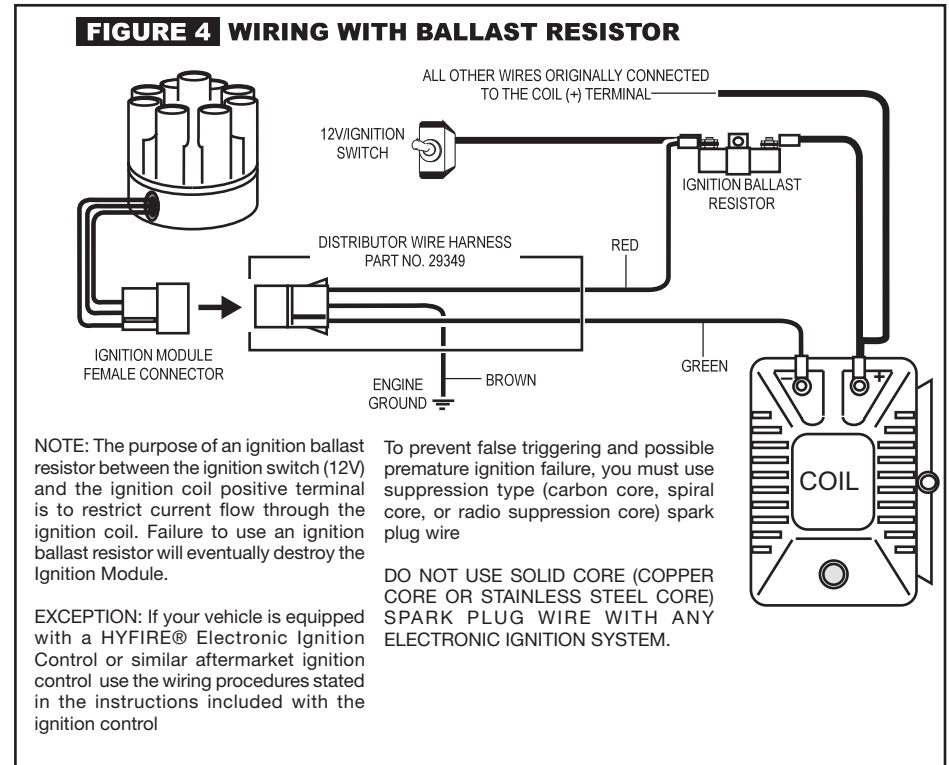 FIGURE 4 WIRING WITH BALLAST RESISTOR
ALL OTHER WIRES ORIGINALLY CONNECTED
TO THE COIL (+) TERMINAL
12V/IGNITION
SWITCH
IGNITION BALLAST
RESISTOR
DISTRIBUTOR WIRE HARNESS
PART NO. 29349
RED
IGNITION MODULE
FEMALE CONNECTOR
ENGINE
GROUND
BROWN
GREEN
– +
COIL
NOTE: The purpose of an ignition ballast
resistor between the ignition switch (12V)
and the ignition coil positive terminal
is to restrict current flow through the
ignition coil. Failure to use an ignition
ballast resistor will eventually destroy the
Ignition Module.
EXCEPTION: If your vehicle is equipped
with a HYFIRE® Electronic Ignition
Control or similar aftermarket ignition
control use the wiring procedures stated
in the instructions included with the
ignition control
To prevent false triggering and possible
premature ignition failure, you must use
suppression type (carbon core, spiral
core, or radio suppression core) spark
plug wire
DO NOT USE SOLID CORE (COPPER
CORE OR STAINLESS STEEL CORE)
SPARK PLUG WIRE WITH ANY
ELECTRONIC IGNITION SYSTEM.